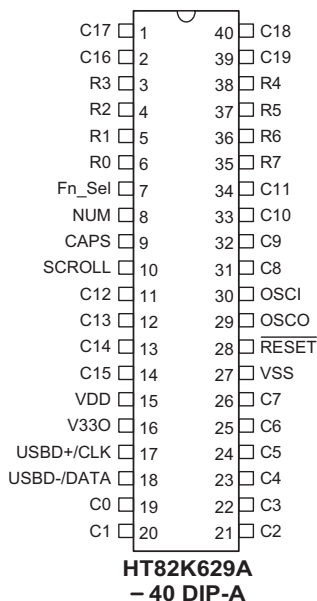 C17 1 40 C18
C16 2 39 C19
R3 3 38 R4
R2 4 37 R5
R1 5 36 R6
R0 6 35 R7
Fn_Sel 7 34 C11
NUM 8 33 C10
CAPS 9 32 C9
SCROLL 10 31 C8
C12 11 30 OSCI
C13 12 29 OSCO
C14 13 28 RESET
C15 14 27 VSS
VDD 15 26 C7
V33O 16 25 C6
USBD+/CLK 17 24 C5
USBD-/DATA 18 23 C4
C0 19 22 C3
C1 20 21 C2
HT82K629A
– 40 DIP-A